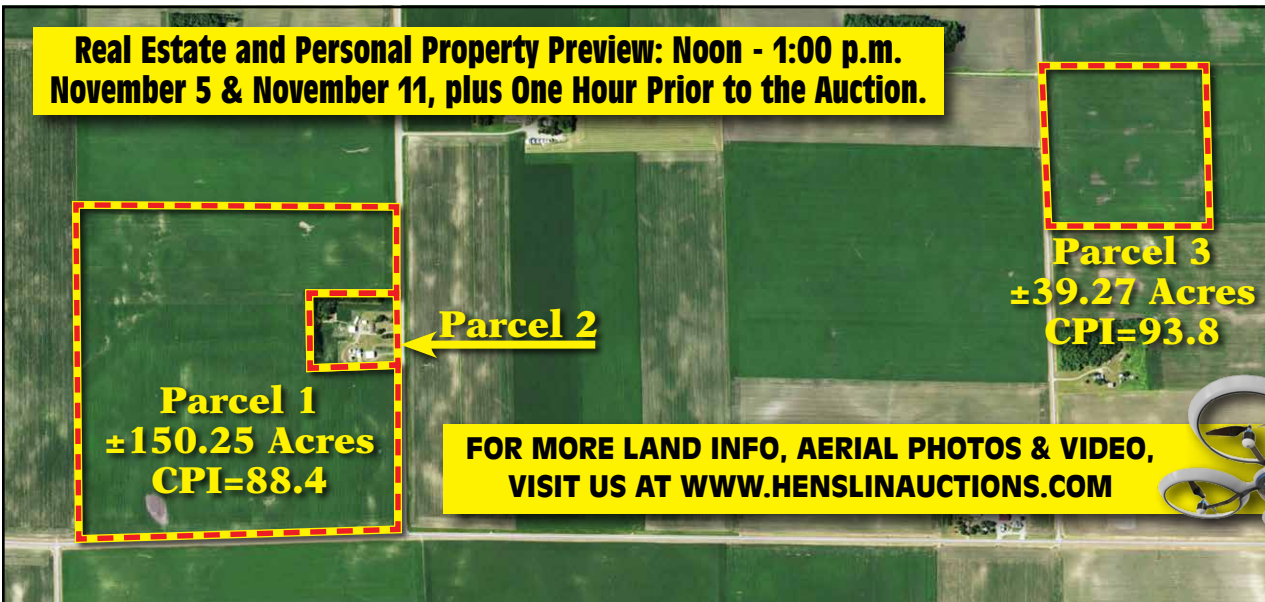 Real Estate and Personal Property Preview: Noon - 1:00 p.m.
November 5 & November 11, plus One Hour Prior to the Auction.
Parcel 3
±39.27 Acres
CPI=93.8
Parcel 2
Parcel 1
±150.25 Acres
CPI=88.4
FOR MORE LAND INFO, AERIAL PHOTOS & VIDEO,
VISIT US AT WWW.HENSLINAUCTIONS.COM